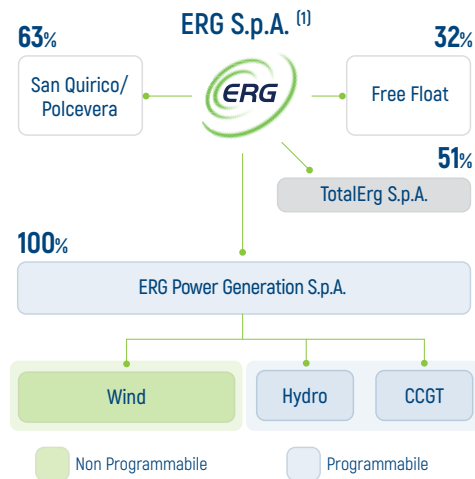 ERG S.p.A. (1)
63%
32%
San Quirico/
Polcevera
ERG
Free Float
51%
TotalErg S.p.A.
100%
ERG Power Generation S.p.A.
Wind
Hydro
CCGT
Non Programmabile
Programmabile